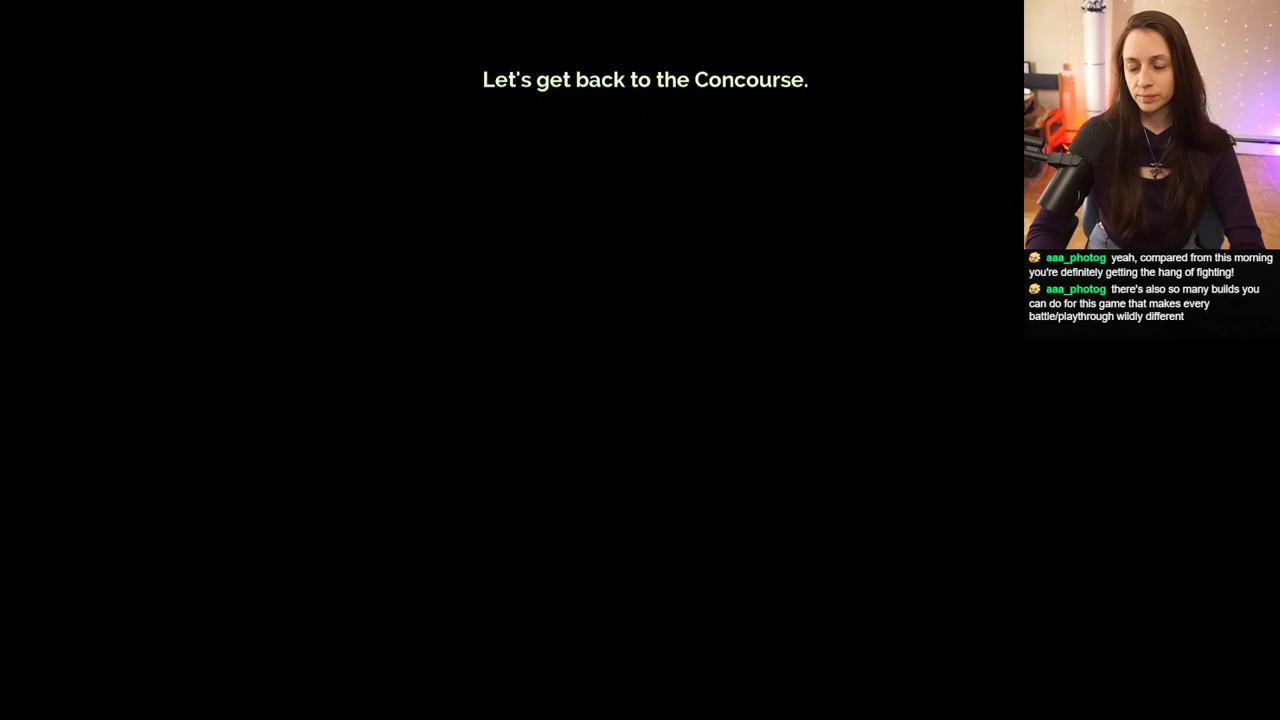 Let's get back to the Concourse.
aaa_photog yeah, compared from this morning
you're definitely getting the hang of fighting!
aaa_photog there's also so many builds you
can do for this game that makes every
battle/playthrough wildly different